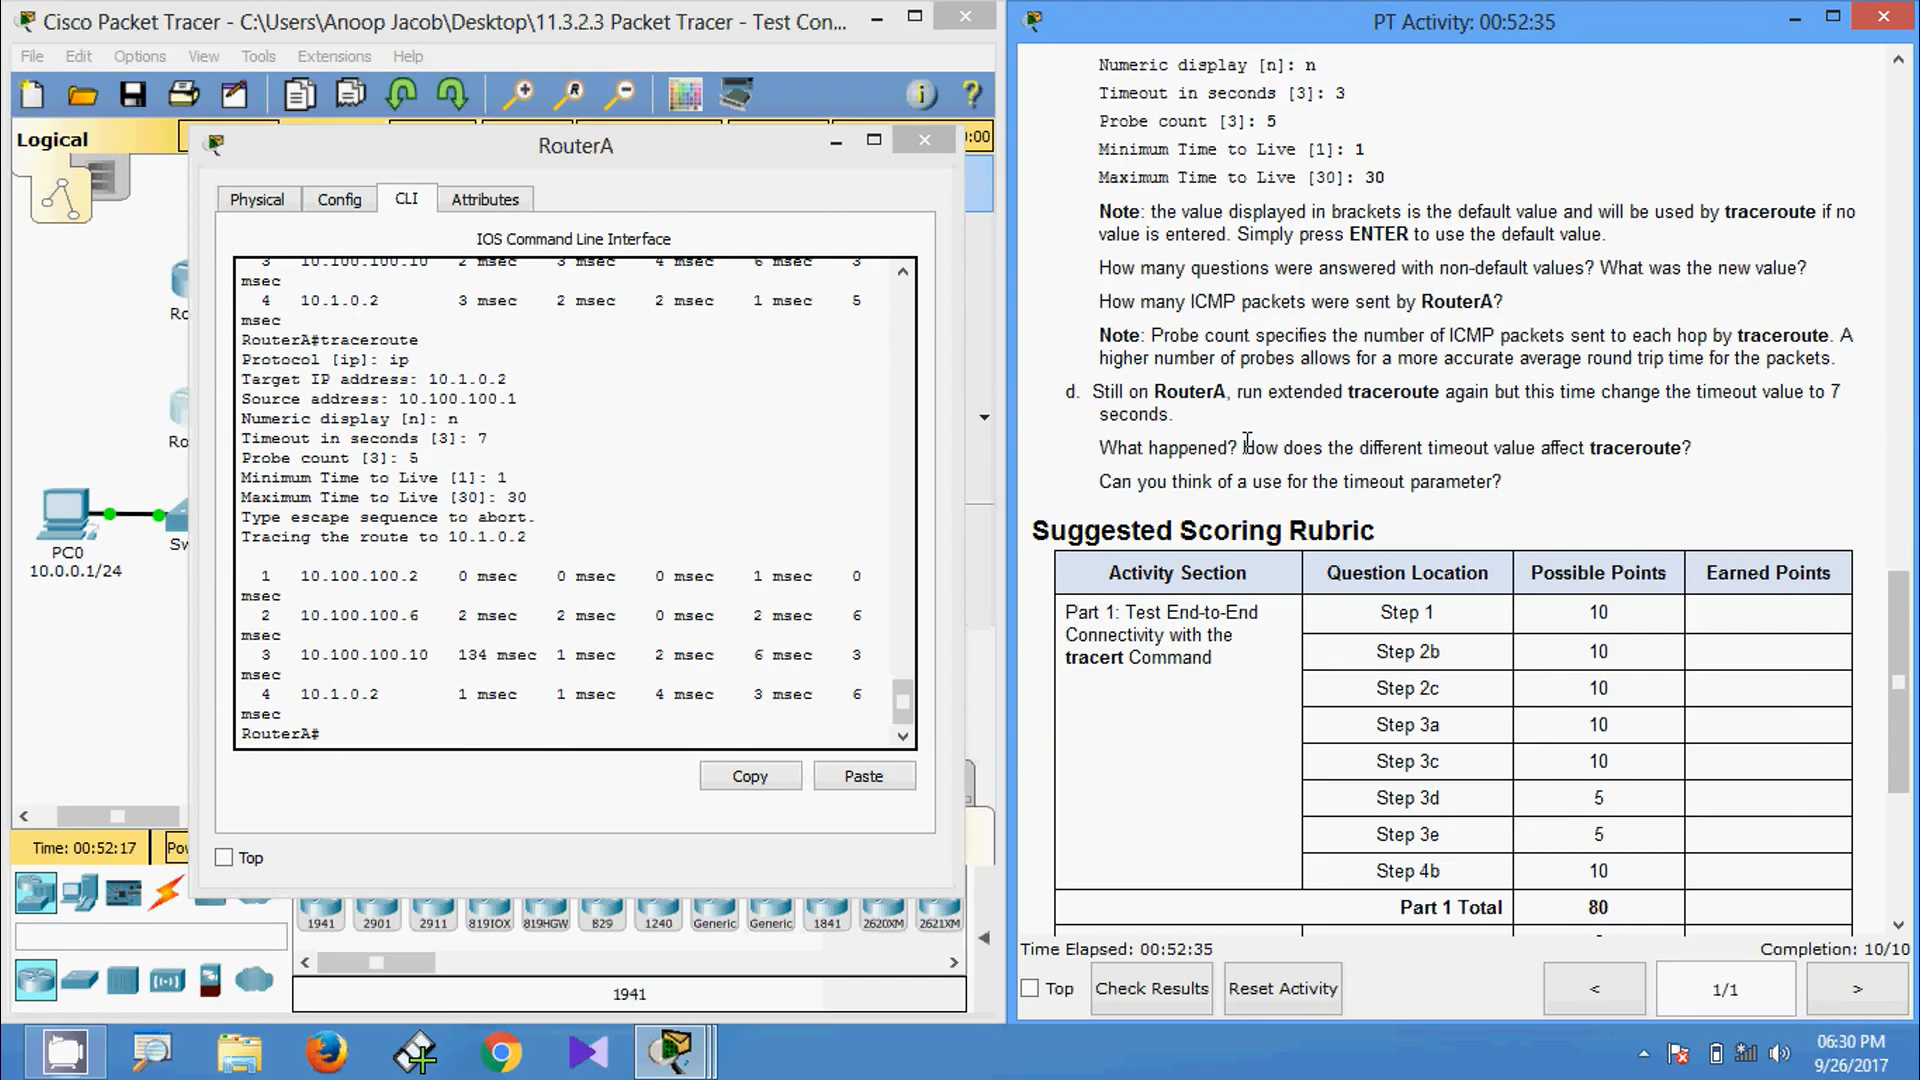 Cisco Packet Tracer - C:\Users\Anoop Jacob\Desktop\11.3.2.3 Packet Tracer - Test Con...
File Edit Options View Tools Extensions Help
Logical
:00
RouterA
Physical Config CLI Attributes
IOS Command Line Interface
3 10.100.100.10 2 msec 3 msec 4 msec 6 msec 3
msec
4 10.1.0.2 3 msec 2 msec 2 msec 1 msec 5
msec
RouterA#traceroute
Protocol [ip]: ip
Target IP address: 10.1.0.2
Source address: 10.100.100.1
Numeric display [n]: n
Timeout in seconds [3]: 7
Probe count [3]: 5
Minimum Time to Live [1]: 1
Maximum Time to Live [30]: 30
Type escape sequence to abort.
Tracing the route to 10.1.0.2
1 10.100.100.2 0 msec 0 msec 0 msec 1 msec 0
msec
2 10.100.100.6 2 msec 2 msec 0 msec 2 msec 6
msec
3 10.100.100.10 134 msec 1 msec 2 msec 6 msec 3
msec
4 10.1.0.2 1 msec 1 msec 4 msec 3 msec 6
msec
RouterA#
Copy Paste
Top
Ro
Ro
PC0
10.0.0.1/24
Sw
Time: 00:52:17 Pow
1941 2901 2911 819IOX 819HGW 829 1240 Generic Generic 1841 2620XM 2621XM
1941
PT Activity: 00:52:35
Numeric display [n]: n
Timeout in seconds [3]: 3
Probe count [3]: 5
Minimum Time to Live [1]: 1
Maximum Time to Live [30]: 30
Note: the value displayed in brackets is the default value and will be used by traceroute if no
value is entered. Simply press ENTER to use the default value.
How many questions were answered with non-default values? What was the new value?
How many ICMP packets were sent by RouterA?
Note: Probe count specifies the number of ICMP packets sent to each hop by traceroute. A
higher number of probes allows for a more accurate average round trip time for the packets.
d. Still on RouterA, run extended traceroute again but this time change the timeout value to 7
seconds.
What happened? How does the different timeout value affect traceroute?
Can you think of a use for the timeout parameter?
Suggested Scoring Rubric
Activity Section Question Location Possible Points Earned Points
Part 1: Test End-to-End
Connectivity with the
tracert Command
Step 1 10
Step 2b 10
Step 2c 10
Step 3a 10
Step 3c 10
Step 3d 5
Step 3e 5
Step 4b 10
Part 1 Total 80
Time Elapsed: 00:52:35 Completion: 10/10
Top Check Results Reset Activity < 1/1 >
06:30 PM
9/26/2017